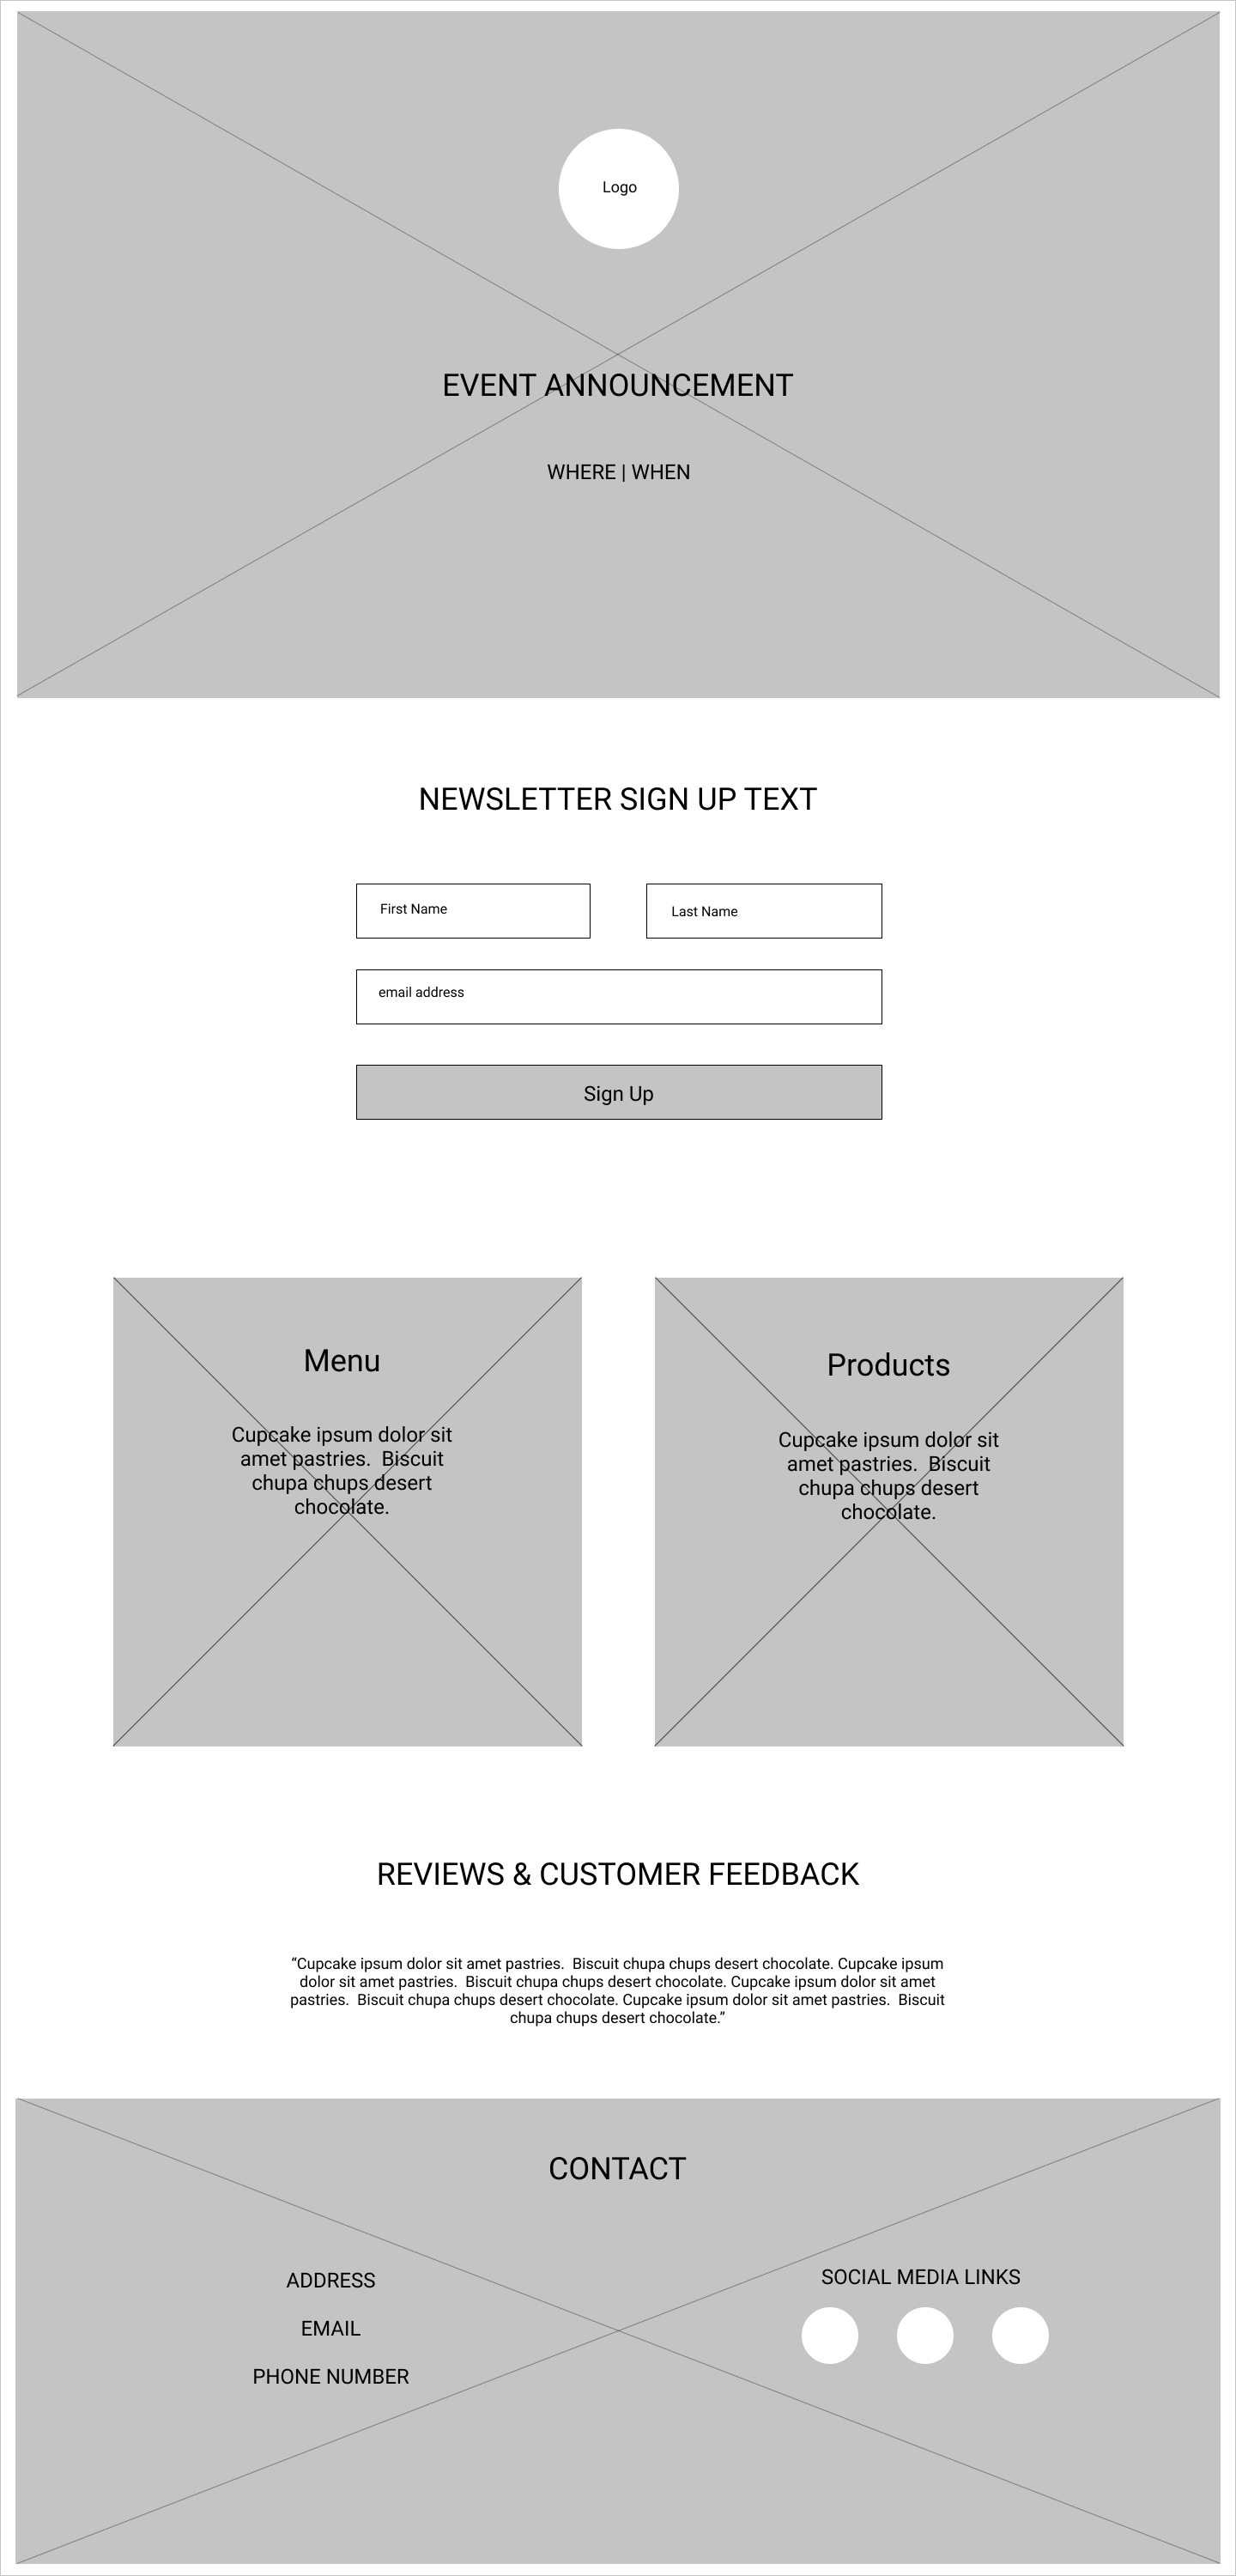 Logo
EVENT ANNOUNCEMENT
WHERE | WHEN
NEWSLETTER SIGN UP TEXT
First Name
Last Name
email address
Sign Up
Menu
Cupcake ipsum dolor sit
amet pastries.  Biscuit
chupa chups desert
chocolate.
Products
Cupcake ipsum dolor sit
amet pastries.  Biscuit
chupa chups desert
chocolate.
REVIEWS & CUSTOMER FEEDBACK
“Cupcake ipsum dolor sit amet pastries.  Biscuit chupa chups desert chocolate. Cupcake ipsum
dolor sit amet pastries.  Biscuit chupa chups desert chocolate. Cupcake ipsum dolor sit amet
pastries.  Biscuit chupa chups desert chocolate. Cupcake ipsum dolor sit amet pastries.  Biscuit
chupa chups desert chocolate.”
CONTACT
ADDRESS
EMAIL
PHONE NUMBER
SOCIAL MEDIA LINKS